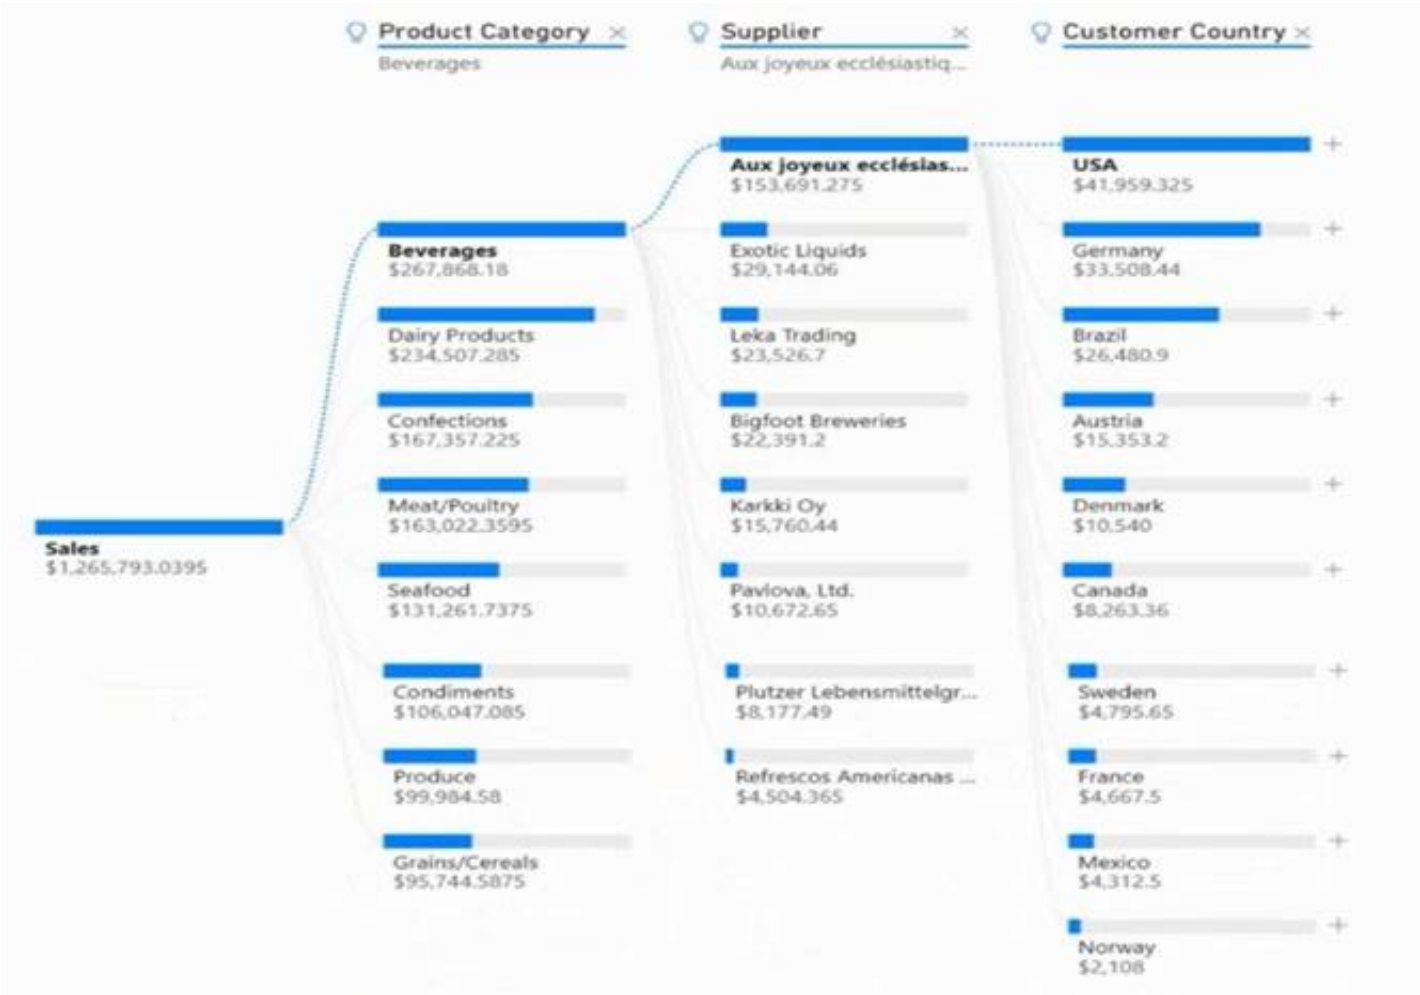 Product Category ×
Beverages
Supplier ×
Aux joyeux ecclésiastiq...
Customer Country ×
Sales
$1,265,793.0395
Beverages
$267,868.18
Dairy Products
$234,507.285
Confections
$167,357.225
Meat/Poultry
$163,022.3595
Seafood
$131,261.7375
Condiments
$106,047.085
Produce
$99,984.58
Grains/Cereals
$95,744.5875
Aux joyeux ecclésias...
$153,691.275
Exotic Liquids
$29,144.06
Leka Trading
$23,526.7
Bigfoot Breweries
$22,391.2
Karkki Oy
$15,760.44
Pavlova, Ltd.
$10,672.65
Plutzer Lebensmittelgr...
$8,177.49
Refrescos Americanas ...
$4,504.365
USA
$41,959.325
Germany
$33,508.44
Brazil
$26,480.9
Austria
$15,353.2
Denmark
$10,540
Canada
$8,263.36
Sweden
$4,795.65
France
$4,667.5
Mexico
$4,312.5
Norway
$2,108